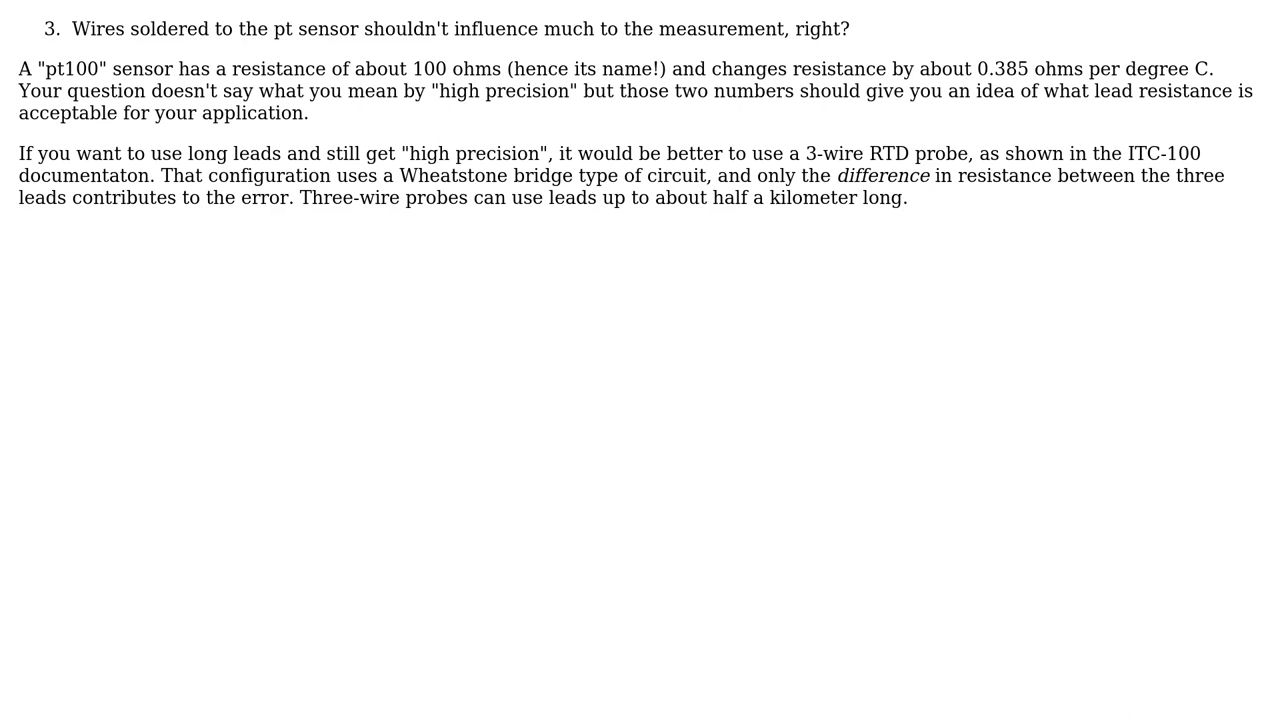 3. Wires soldered to the pt sensor shouldn't influence much to the measurement, right?
A "pt100" sensor has a resistance of about 100 ohms (hence its name!) and changes resistance by about 0.385 ohms per degree C.
Your question doesn't say what you mean by "high precision" but those two numbers should give you an idea of what lead resistance is
acceptable for your application.
If you want to use long leads and still get "high precision", it would be better to use a 3-wire RTD probe, as shown in the ITC-100
documentaton. That configuration uses a Wheatstone bridge type of circuit, and only the difference in resistance between the three
leads contributes to the error. Three-wire probes can use leads up to about half a kilometer long.